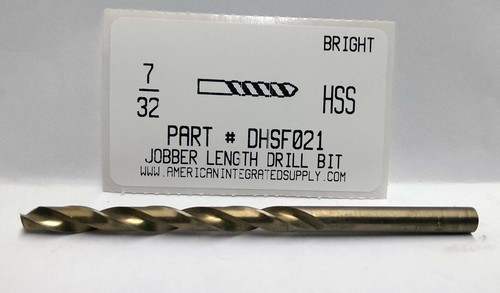 BRIGHT
7
32
HSS
PART # DHSF021
JOBBER LENGTH DRILL BIT
WWW.AMERICANINTEGRATEDSUPPLY.COM